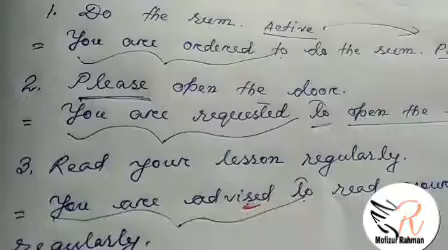 1. Do the sum. Active.
= You are ordered to do the sum.
2. Please open the door.
= You are requested to open the
3. Read your lesson regularly.
= You are advised to read your
regularly.
R
Mofizur Rahman